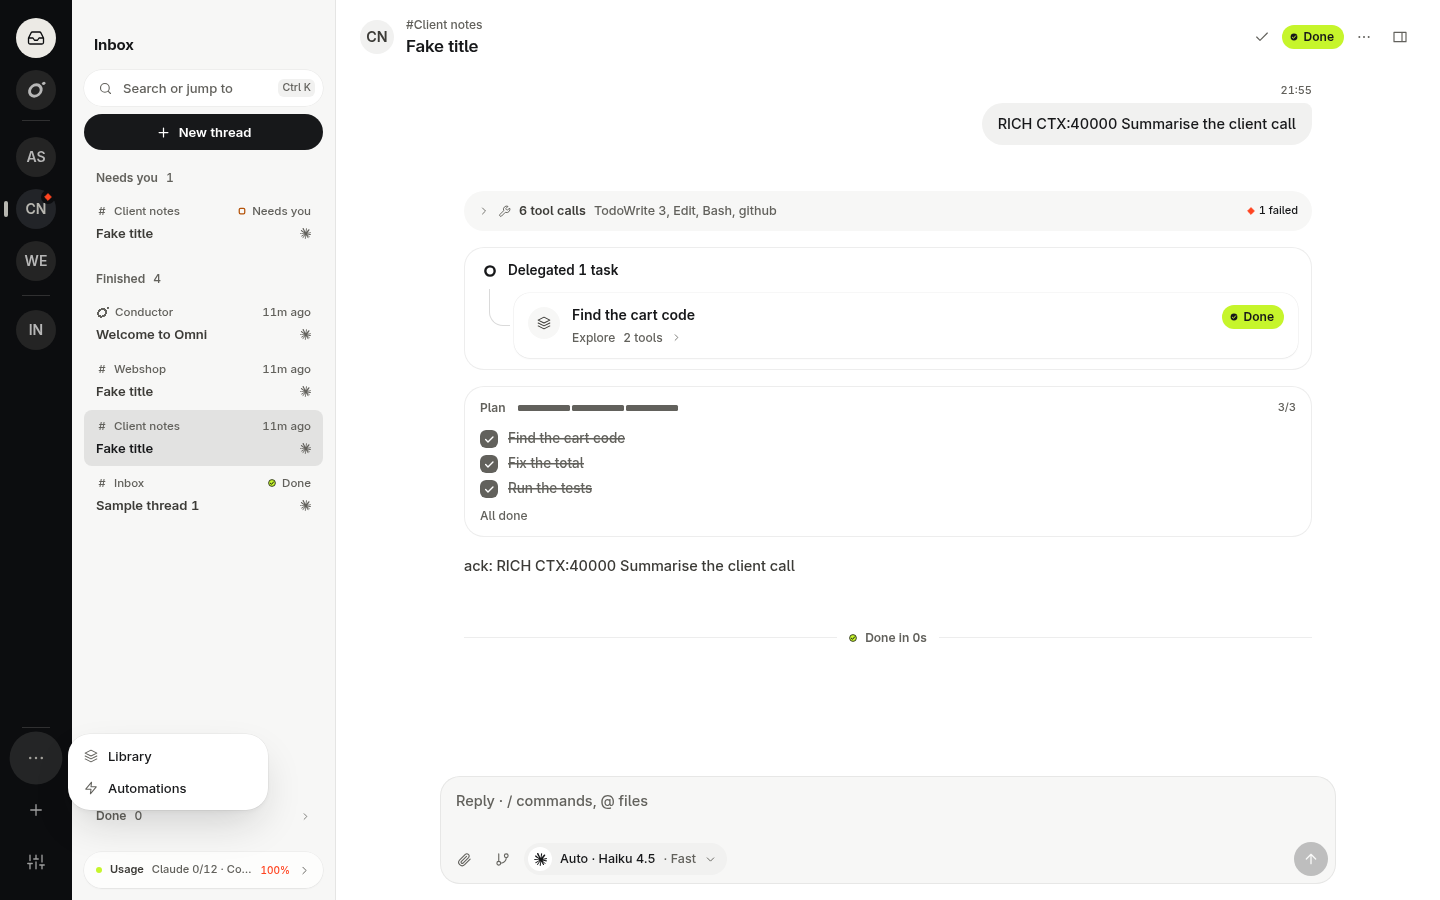 Inbox
Search or jump to
Ctrl K
New thread
AS
CN
WE
IN
Needs you 1
# Client notes
Needs you
Fake title
Finished 4
Conductor
11m ago
Welcome to Omni
# Webshop
11m ago
Fake title
# Client notes
11m ago
Fake title
# Inbox
Done
Sample thread 1
Library
Automations
Done 0
Usage Claude 0/12 · Co... 100%
CN
#Client notes
Fake title
Done
21:55
RICH CTX:40000 Summarise the client call
6 tool calls TodoWrite 3, Edit, Bash, github
1 failed
Delegated 1 task
Find the cart code
Done
Explore 2 tools
Plan
3/3
Find the cart code
Fix the total
Run the tests
All done
ack: RICH CTX:40000 Summarise the client call
Done in 0s
Reply · / commands, @ files
Auto · Haiku 4.5 · Fast